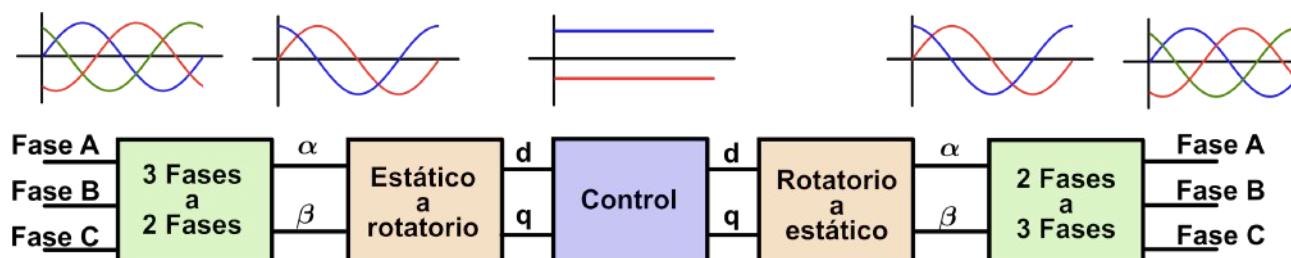 Fase A
Fase B
Fase C
3 Fases
a
2 Fases
α
β
Estático
a
rotatorio
d
q
Control
d
q
Rotatorio
a
estático
α
β
2 Fases
a
3 Fases
Fase A
Fase B
Fase C